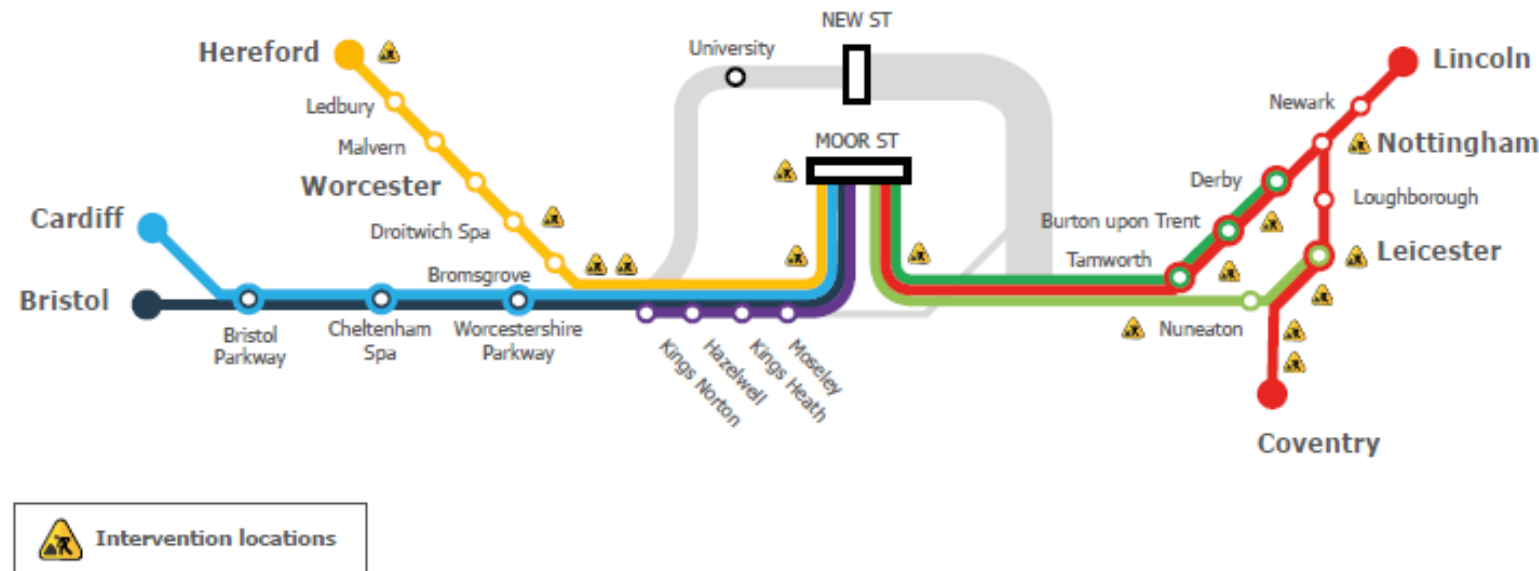 NEW ST
University
Hereford
Lincoln
Ledbury
Newark
Malvern
MOOR ST
Nottingham
Worcester
Derby
Loughborough
Cardiff
Droitwich Spa
Burton upon Trent
Tamworth
Leicester
Bromsgrove
Bristol
Bristol
Parkway
Cheltenham
Spa
Worcestershire
Parkway
Kings Norton
Hazelwell
Kings Heath
Moseley
Nuneaton
Coventry
Intervention locations